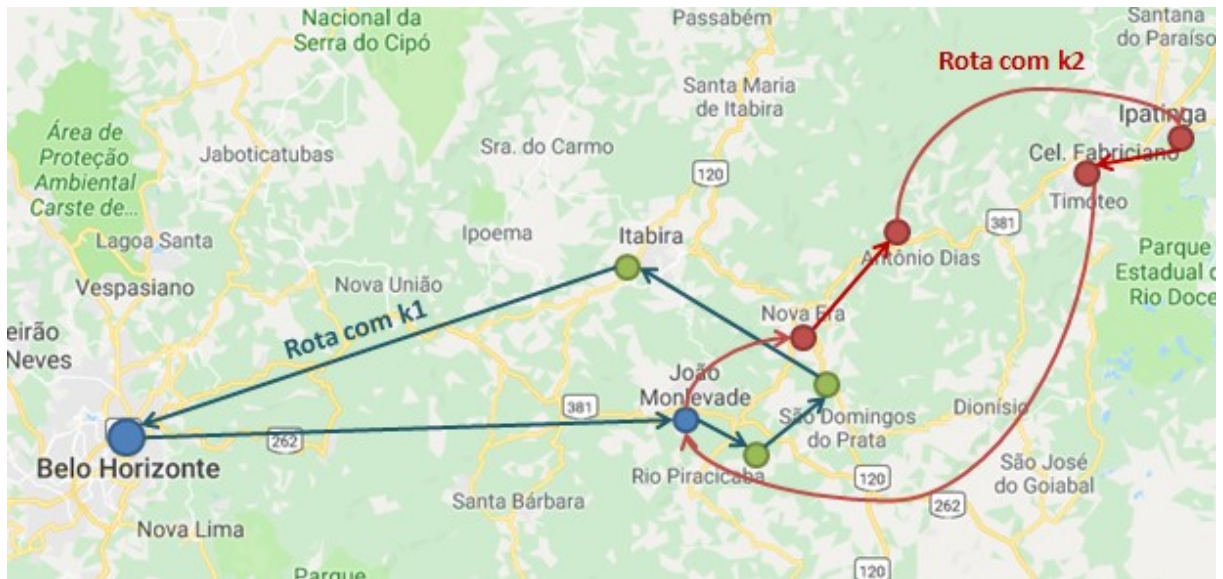 Nacional da
Serra do Cipó
Passabém
Santana
do Paraíso
Rota com k2
Santa Maria
de Itabira
Ipatinga
Área de
Proteção
Ambiental
Carste de...
Jaboticatubas
Sra. do Carmo
120
Cel. Fabriciano
Timóteo
Lagoa Santa
Ipoema
Itabira
381
Antônio Dias
Parque
Estadual d
Rio Doce
Vespasiano
Nova União
Rota com k1
Nova Era
eirão
Neves
João
Monlevade
381
São Domingos
do Prata
Dionísio
262
Belo Horizonte
Rio Piracicaba
120
São José
do Goiabal
Santa Bárbara
262
Nova Lima
Parque
120